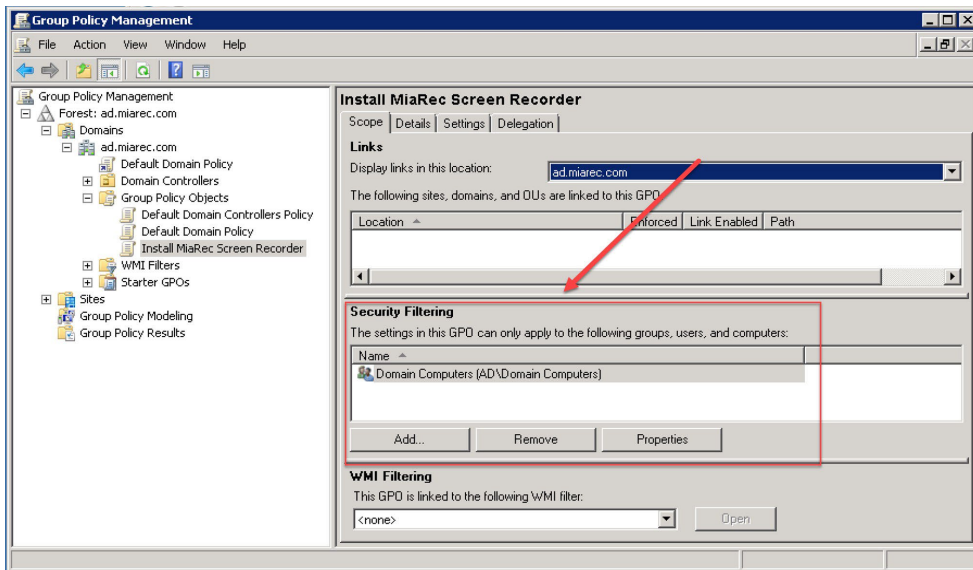 Group Policy Management
File Action View Window Help
Group Policy Management
Forest: ad.miarec.com
Domains
ad.miarec.com
Default Domain Policy
Domain Controllers
Group Policy Objects
Default Domain Controllers Policy
Default Domain Policy
Install MiaRec Screen Recorder
WMI Filters
Starter GPOs
Sites
Group Policy Modeling
Group Policy Results
Install MiaRec Screen Recorder
Scope Details Settings Delegation
Links
Display links in this location: ad.miarec.com
The following sites, domains, and OUs are linked to this GPO
Location Enforced Link Enabled Path
Security Filtering
The settings in this GPO can only apply to the following groups, users, and computers:
Name
Domain Computers (AD\Domain Computers)
Add... Remove Properties
WMI Filtering
This GPO is linked to the following WMI filter:
<none> Open